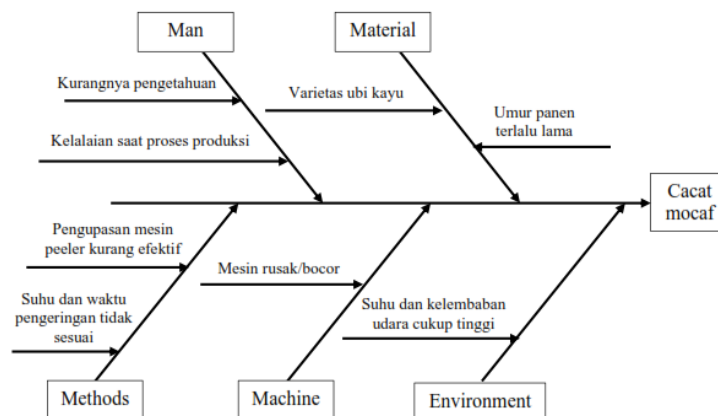 Man
Material
Kurangnya pengetahuan
Varietas ubi kayu
Umur panen
terlalu lama
Kelalaian saat proses produksi
Cacat
mocaf
Pengupasan mesin
peeler kurang efektif
Mesin rusak/bocor
Suhu dan waktu
pengeringan tidak
sesuai
Suhu dan kelembaban
udara cukup tinggi
Methods
Machine
Environment